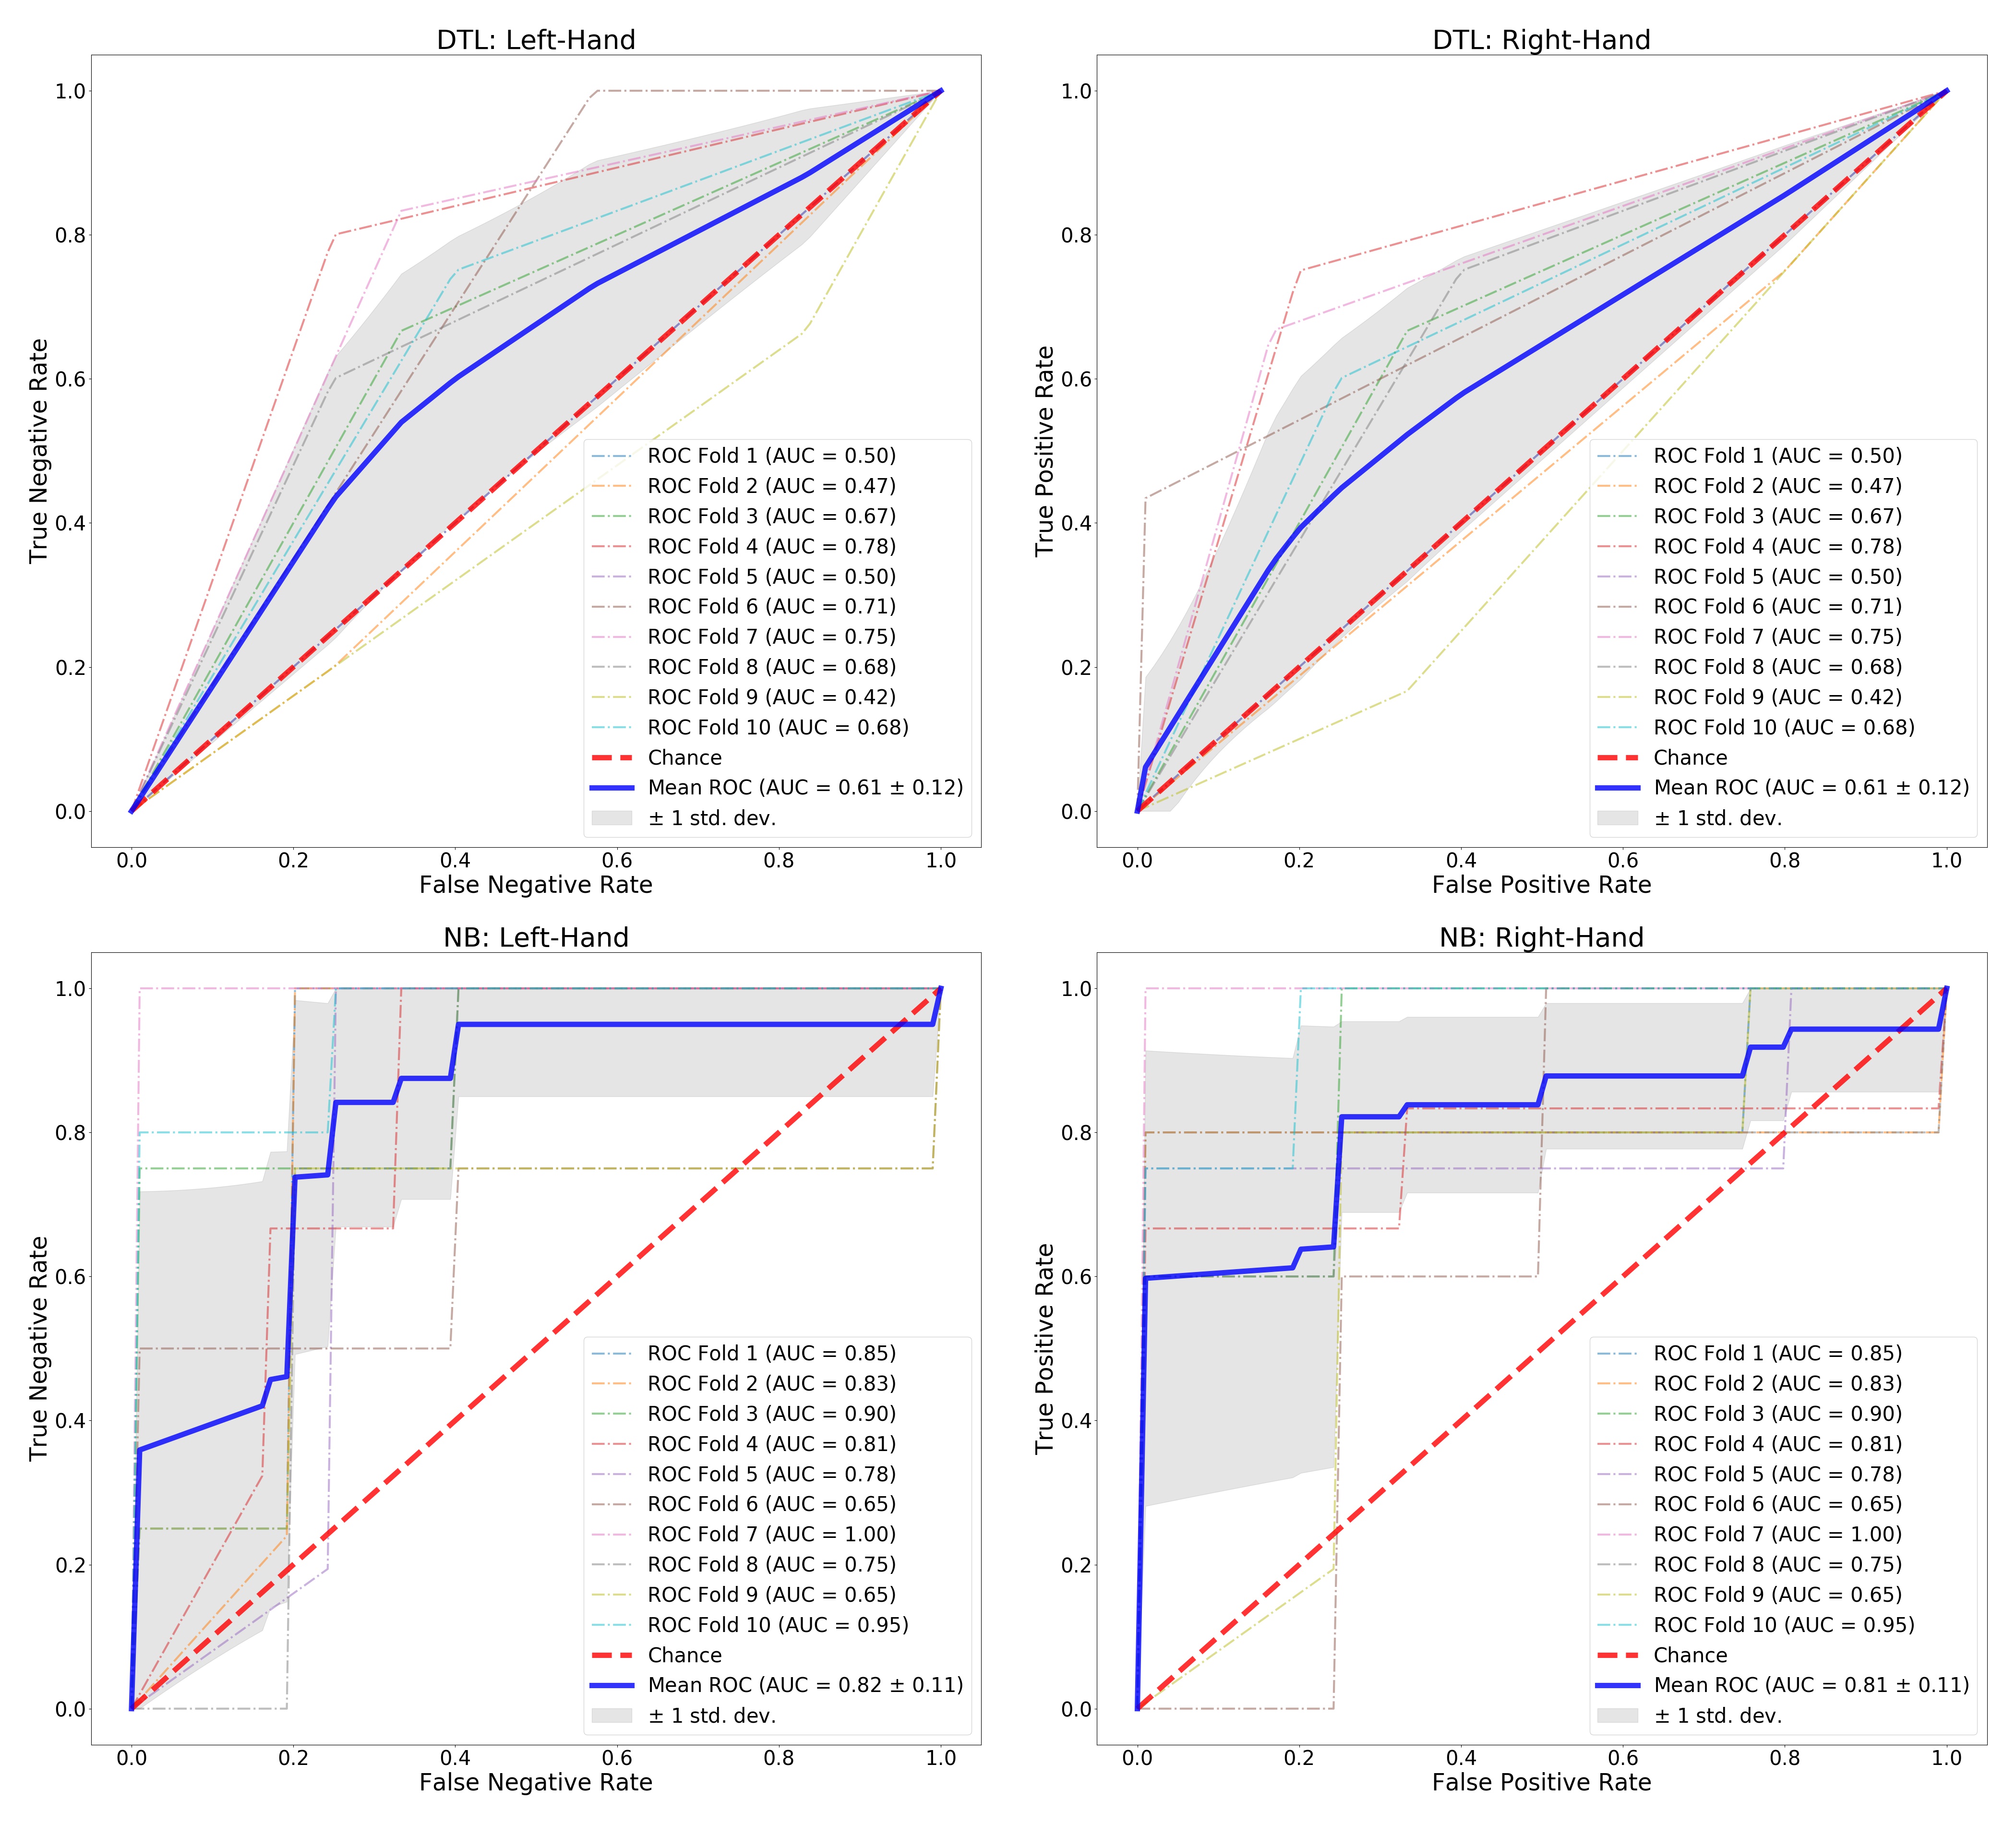 DTL: Left-Hand
True Negative Rate
1.0
0.8
0.6
0.4
0.2
0.0
ROC Fold 1 (AUC = 0.50)
ROC Fold 2 (AUC = 0.47)
ROC Fold 3 (AUC = 0.67)
ROC Fold 4 (AUC = 0.78)
ROC Fold 5 (AUC = 0.50)
ROC Fold 6 (AUC = 0.71)
ROC Fold 7 (AUC = 0.75)
ROC Fold 8 (AUC = 0.68)
ROC Fold 9 (AUC = 0.42)
ROC Fold 10 (AUC = 0.68)
Chance
Mean ROC (AUC = 0.61 ± 0.12)
± 1 std. dev.
0.0 0.2 0.4 0.6 0.8 1.0
False Negative Rate
DTL: Right-Hand
True Positive Rate
1.0
0.8
0.6
0.4
0.2
0.0
ROC Fold 1 (AUC = 0.50)
ROC Fold 2 (AUC = 0.47)
ROC Fold 3 (AUC = 0.67)
ROC Fold 4 (AUC = 0.78)
ROC Fold 5 (AUC = 0.50)
ROC Fold 6 (AUC = 0.71)
ROC Fold 7 (AUC = 0.75)
ROC Fold 8 (AUC = 0.68)
ROC Fold 9 (AUC = 0.42)
ROC Fold 10 (AUC = 0.68)
Chance
Mean ROC (AUC = 0.61 ± 0.12)
± 1 std. dev.
0.0 0.2 0.4 0.6 0.8 1.0
False Positive Rate
NB: Left-Hand
True Negative Rate
1.0
0.8
0.6
0.4
0.2
0.0
ROC Fold 1 (AUC = 0.85)
ROC Fold 2 (AUC = 0.83)
ROC Fold 3 (AUC = 0.90)
ROC Fold 4 (AUC = 0.81)
ROC Fold 5 (AUC = 0.78)
ROC Fold 6 (AUC = 0.65)
ROC Fold 7 (AUC = 1.00)
ROC Fold 8 (AUC = 0.75)
ROC Fold 9 (AUC = 0.65)
ROC Fold 10 (AUC = 0.95)
Chance
Mean ROC (AUC = 0.82 ± 0.11)
± 1 std. dev.
0.0 0.2 0.4 0.6 0.8 1.0
False Negative Rate
NB: Right-Hand
True Positive Rate
1.0
0.8
0.6
0.4
0.2
0.0
ROC Fold 1 (AUC = 0.85)
ROC Fold 2 (AUC = 0.83)
ROC Fold 3 (AUC = 0.90)
ROC Fold 4 (AUC = 0.81)
ROC Fold 5 (AUC = 0.78)
ROC Fold 6 (AUC = 0.65)
ROC Fold 7 (AUC = 1.00)
ROC Fold 8 (AUC = 0.75)
ROC Fold 9 (AUC = 0.65)
ROC Fold 10 (AUC = 0.95)
Chance
Mean ROC (AUC = 0.81 ± 0.11)
± 1 std. dev.
0.0 0.2 0.4 0.6 0.8 1.0
False Positive Rate